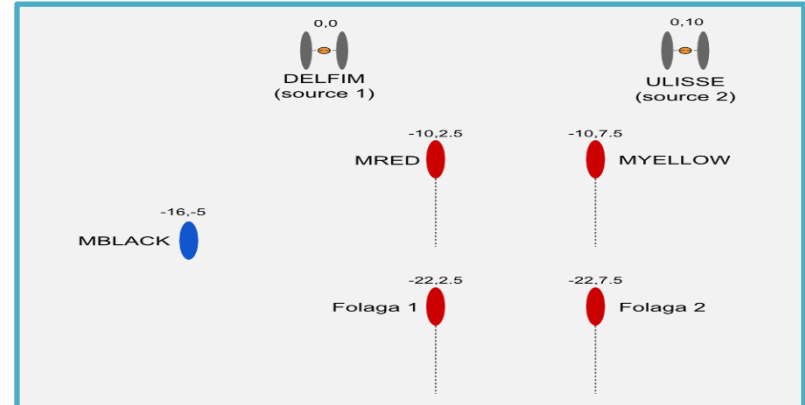 0,0
DELFIM
(source 1)
0,10
ULISSE
(source 2)
-10,2.5
MRED
-10,7.5
MYELLOW
-16,-5
MBLACK
-22,2.5
Folaga 1
-22,7.5
Folaga 2